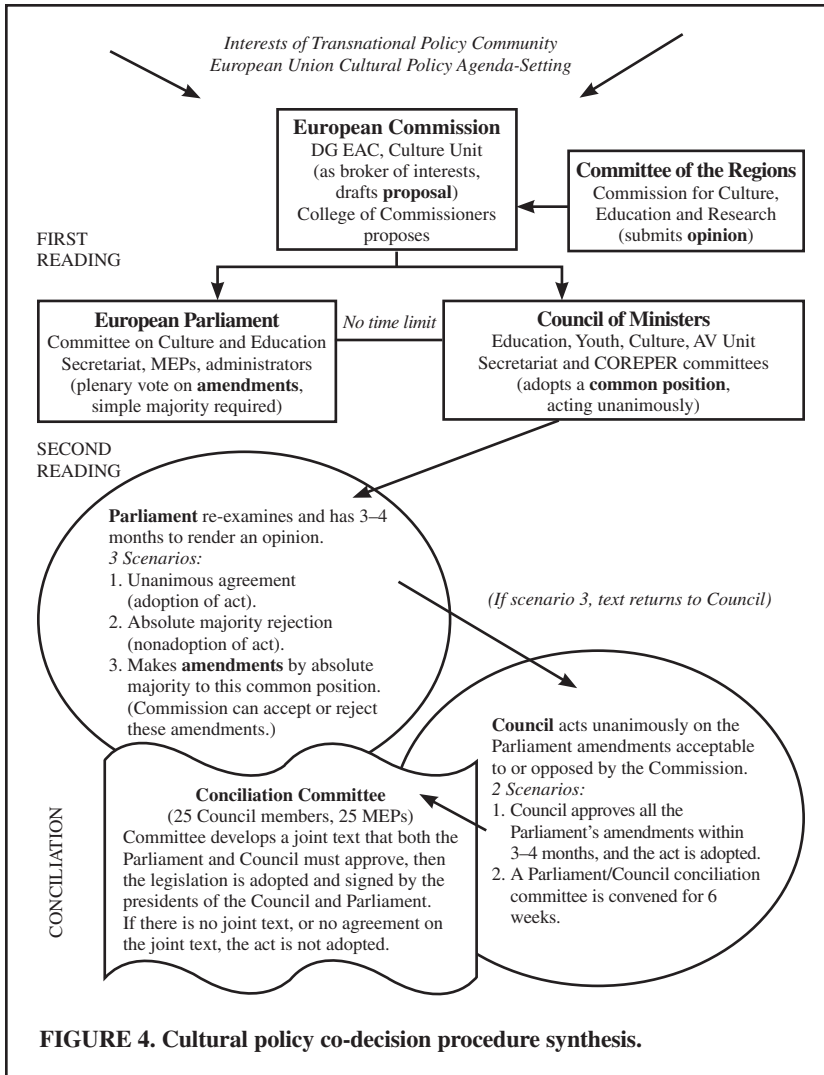 Interests of Transnational Policy Community
European Union Cultural Policy Agenda-Setting
European Commission
DG EAC, Culture Unit
(as broker of interests,
drafts proposal)
College of Commissioners
proposes
Committee of the Regions
Commission for Culture,
Education and Research
(submits opinion)
FIRST
READING
European Parliament
Committee on Culture and Education
Secretariat, MEPs, administrators
(plenary vote on amendments,
simple majority required)
No time limit
Council of Ministers
Education, Youth, Culture, AV Unit
Secretariat and COREPER committees
(adopts a common position,
acting unanimously)
SECOND
READING
Parliament re-examines and has 3–4
months to render an opinion.
3 Scenarios:
1. Unanimous agreement
(adoption of act).
2. Absolute majority rejection
(nonadoption of act).
3. Makes amendments by absolute
majority to this common position.
(Commission can accept or reject
these amendments.)
(If scenario 3, text returns to Council)
Council acts unanimously on the
Parliament amendments acceptable
to or opposed by the Commission.
2 Scenarios:
1. Council approves all the
Parliament's amendments within
3–4 months, and the act is adopted.
2. A Parliament/Council conciliation
committee is convened for 6
weeks.
CONCILIATION
Conciliation Committee
(25 Council members, 25 MEPs)
Committee develops a joint text that both the
Parliament and Council must approve, then
the legislation is adopted and signed by the
presidents of the Council and Parliament.
If there is no joint text, or no agreement on
the joint text, the act is not adopted.
FIGURE 4. Cultural policy co-decision procedure synthesis.